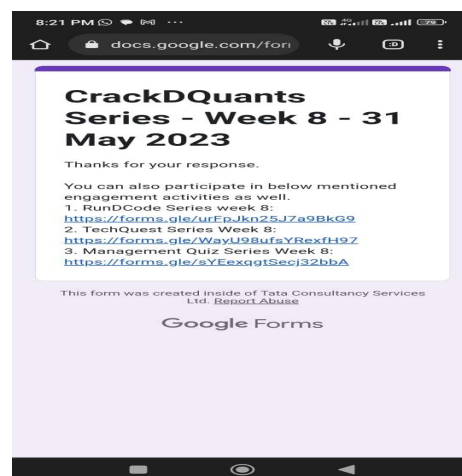 8:21 PM
4G
79
docs.google.com/fori
:D
CrackDQuants
Series - Week 8 - 31
May 2023
Thanks for your response.
You can also participate in below mentioned
engagement activities as well.
1. RunDCode Series week 8:
https://forms.gle/urFpJkn25J7a9BkG9
2. TechQuest Series Week 8:
https://forms.gle/WayU98ufsYRexfH97
3. Management Quiz Series Week 8:
https://forms.gle/sYEexqgtSecj32bbA
This form was created inside of Tata Consultancy Services
Ltd. Report Abuse
Google Forms